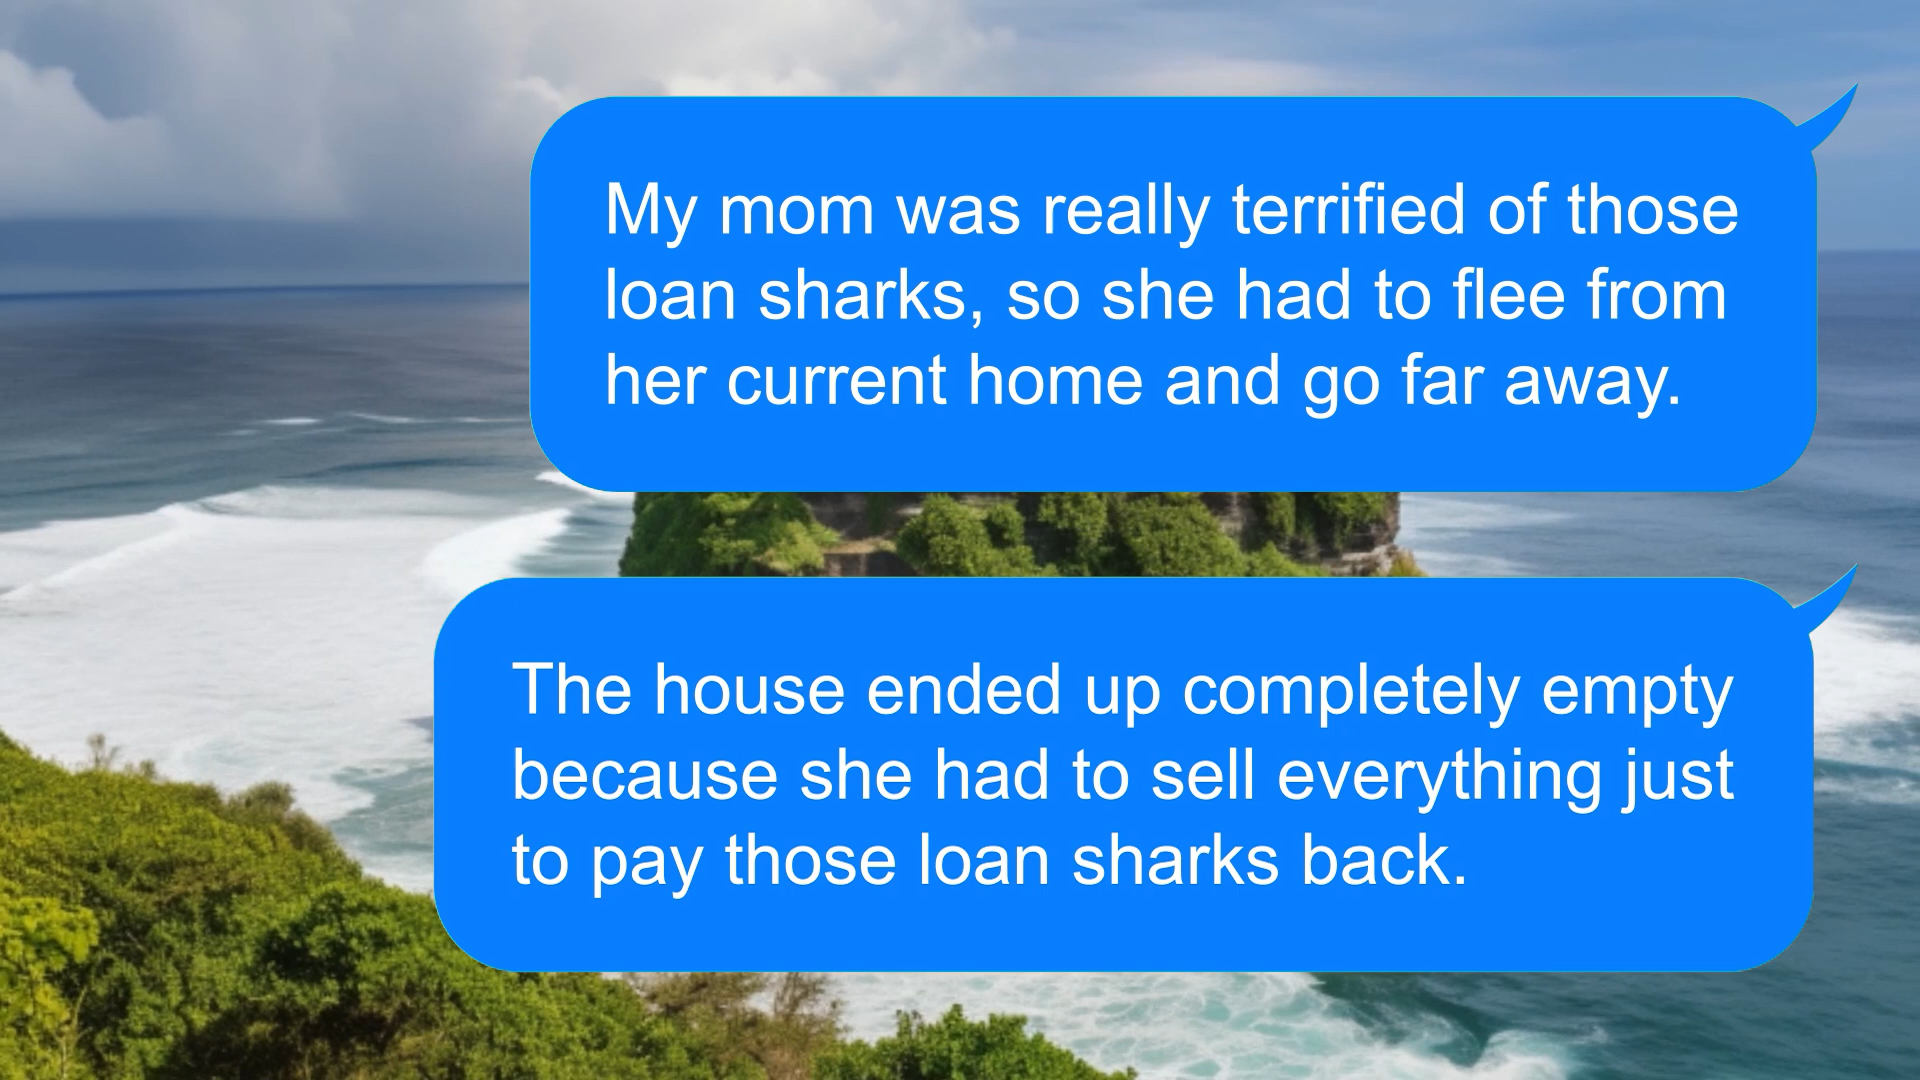 My mom was really terrified of those
loan sharks, so she had to flee from
her current home and go far away.
The house ended up completely empty
because she had to sell everything just
to pay those loan sharks back.